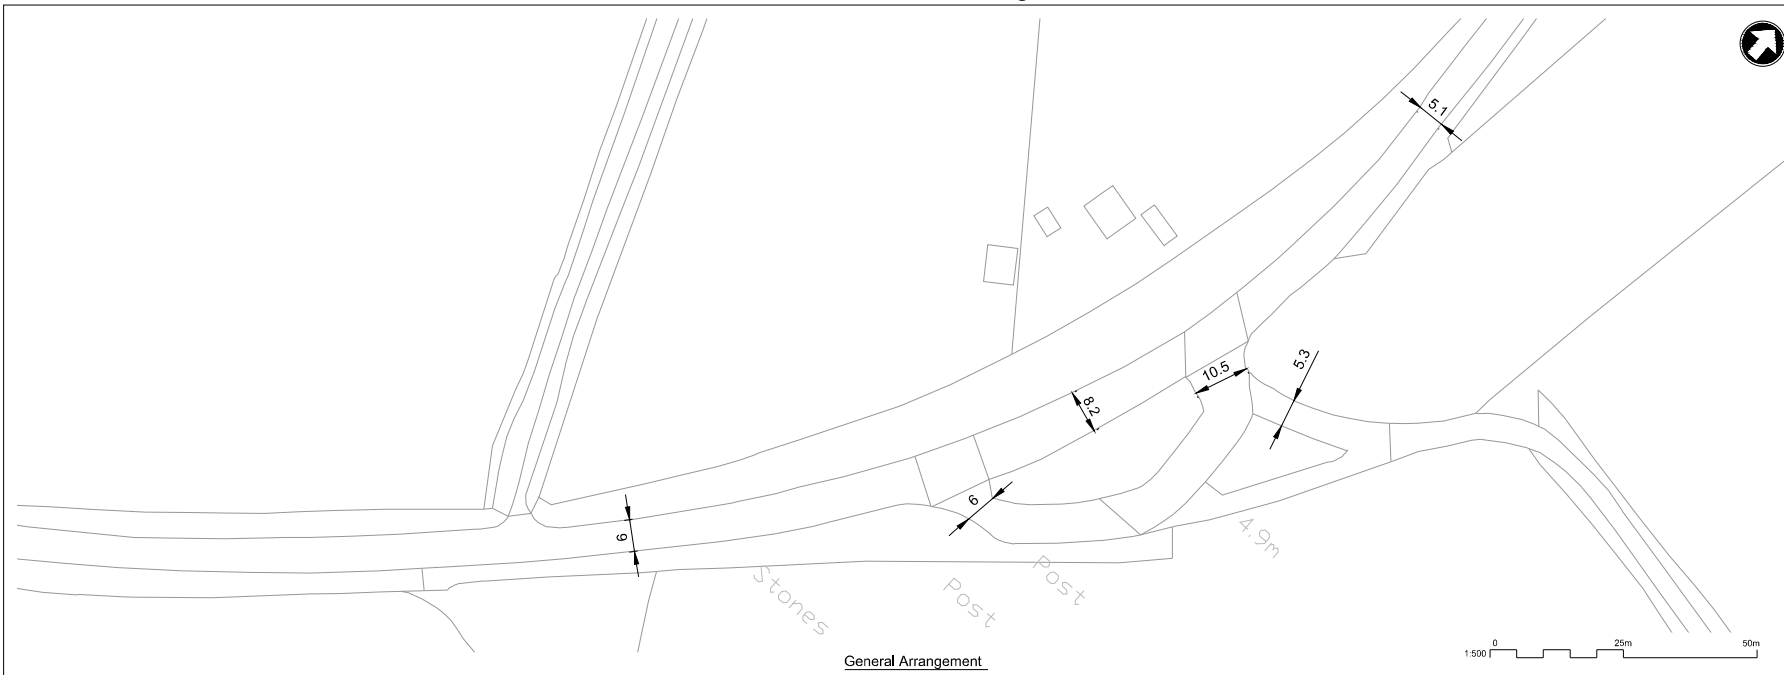 5.1
5.3
10.5
8.2
6
6
4.9m
Stones
Post
Post
0 25m 50m
1:500
General Arrangement